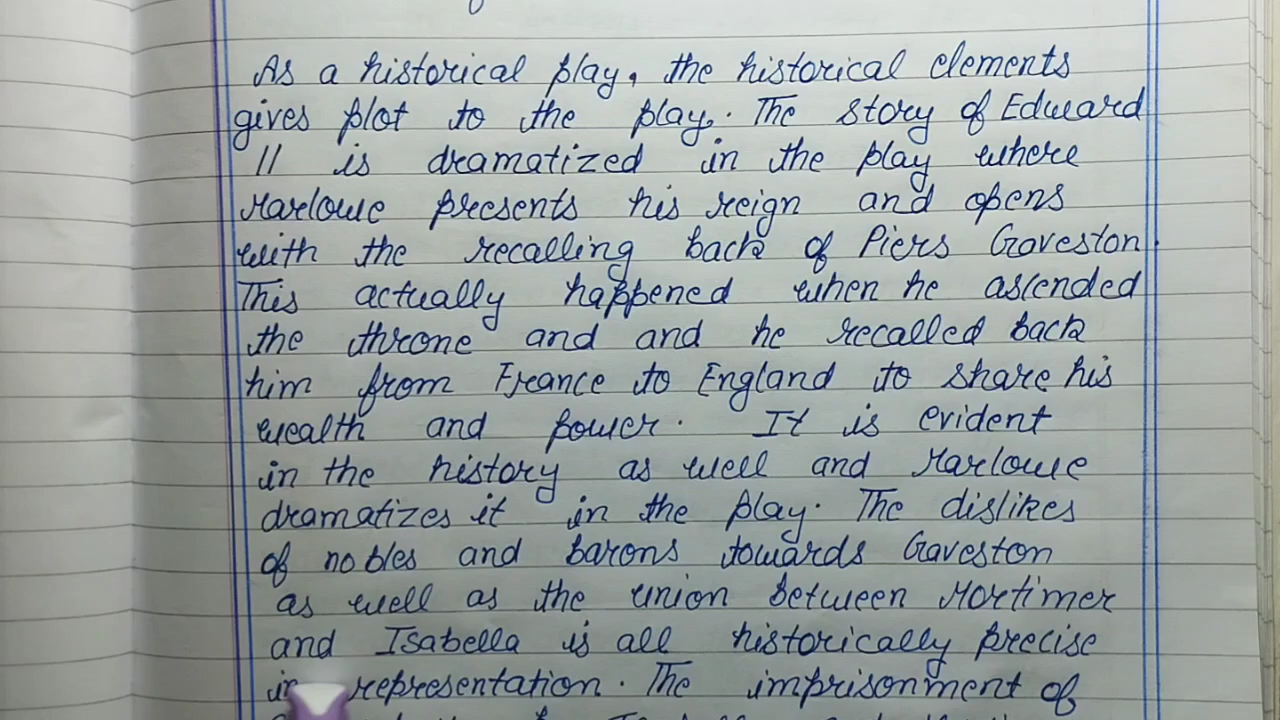 As a historical play, the historical elements
gives plot to the play. The story of Edward
II is dramatized in the play where
Marlowe presents his reign and opens
with the recalling back of Piers Gaveston.
This actually happened when he ascended
the throne and and he recalled back
him from France to England to share his
wealth and power. It is evident
in the history as well and Marlowe
dramatizes it in the play. The dislikes
of nobles and barons towards Gaveston
as well as the union between Mortimer
and Isabella is all historically precise
in representation. The imprisonment of